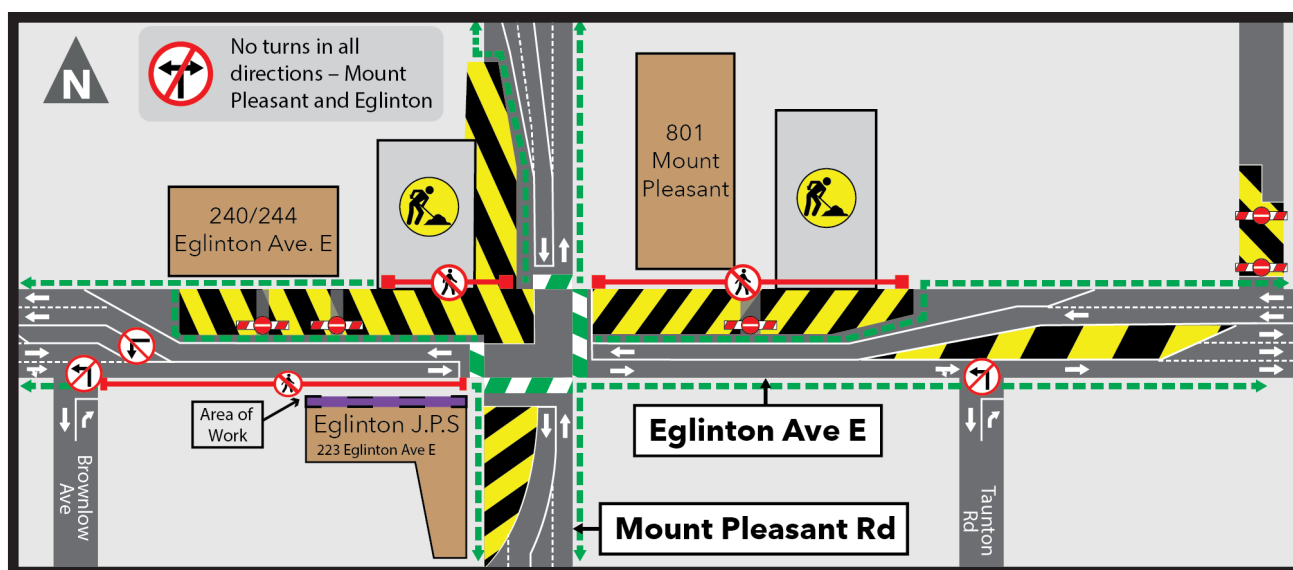 N
No turns in all
directions – Mount
Pleasant and Eglinton
240/244
Eglinton Ave. E
801
Mount
Pleasant
Area of
Work
Eglinton J.P.S
223 Eglinton Ave E
Eglinton Ave E
Mount Pleasant Rd
Brownlow
Ave
Taunton
Rd